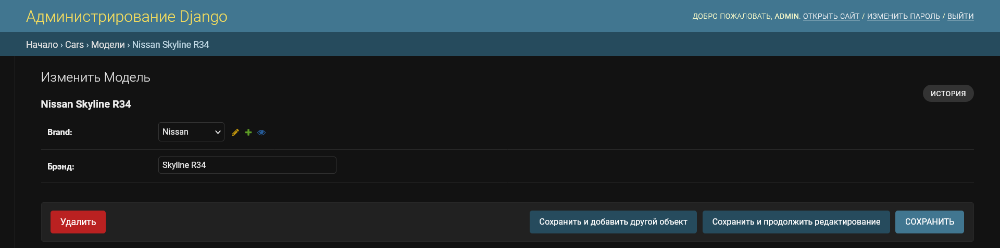 Администрирование Django
ДОБРО ПОЖАЛОВАТЬ, ADMIN. ОТКРЫТЬ САЙТ / ИЗМЕНИТЬ ПАРОЛЬ / ВЫЙТИ
Начало › Cars › Модели › Nissan Skyline R34
Изменить Модель
ИСТОРИЯ
Nissan Skyline R34
Brand: Nissan
Брэнд: Skyline R34
Удалить Сохранить и добавить другой объект Сохранить и продолжить редактирование СОХРАНИТЬ